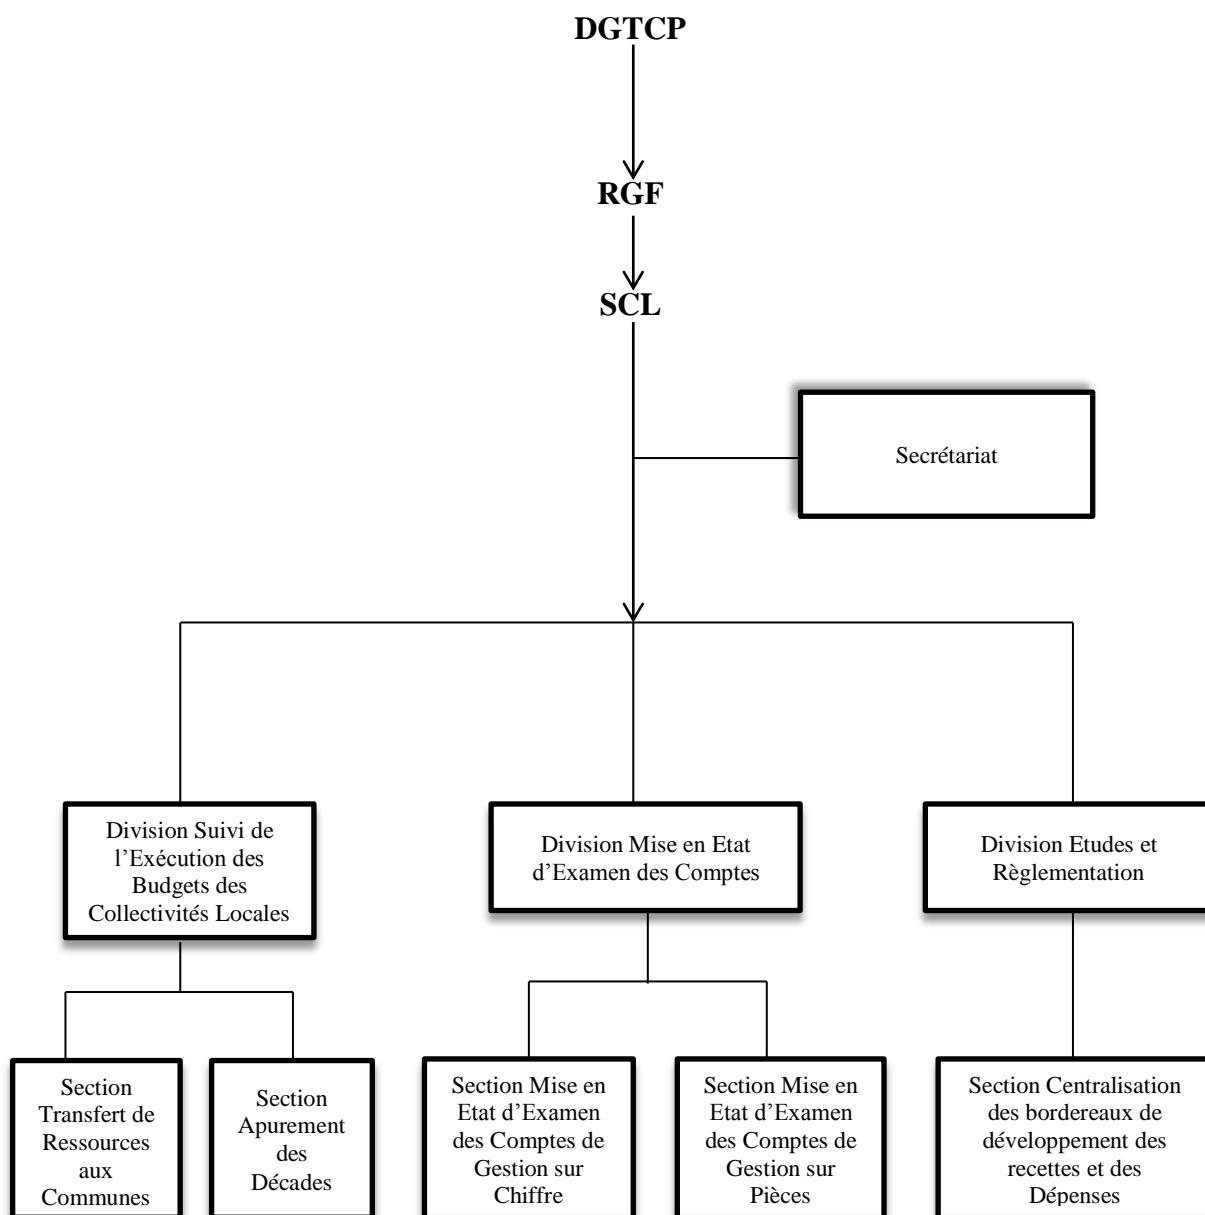 DGTCP
RGF
SCL
Secrétariat
Division Suivi de
l’Exécution des
Budgets des
Collectivités Locales
Division Mise en Etat
d’Examen des Comptes
Division Etudes et
Règlementation
Section
Transfert de
Ressources
aux
Communes
Section
Apurement
des
Décades
Section Mise en
Etat d’Examen
des Comptes de
Gestion sur
Chiffre
Section Mise en
Etat d’Examen
des Comptes de
Gestion sur
Pièces
Section Centralisation
des bordereaux de
développement des
recettes et des
Dépenses